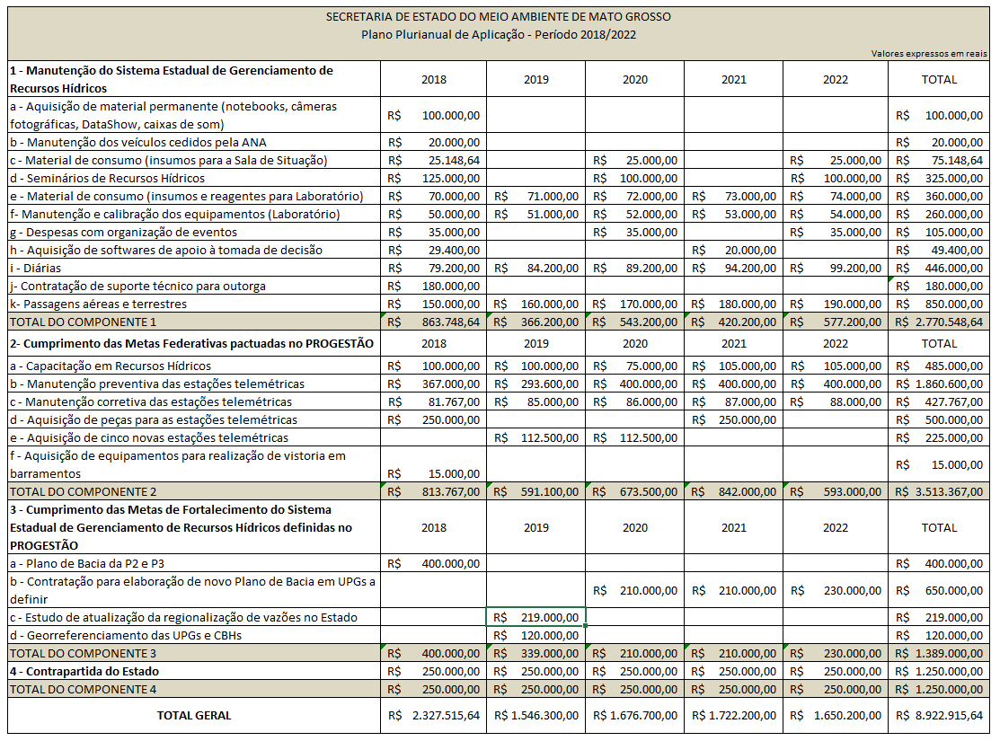 SECRETARIA DE ESTADO DO MEIO AMBIENTE DE MATO GROSSO
Plano Plurianual de Aplicação - Período 2018/2022
Valores expressos em reais
1 - Manutenção do Sistema Estadual de Gerenciamento de
Recursos Hídricos 2018 2019 2020 2021 2022 TOTAL
a - Aquisição de material permanente (notebooks, câmeras
fotográficas, DataShow, caixas de som) R$ 100.000,00 R$ 100.000,00
b - Manutenção dos veículos cedidos pela ANA R$ 20.000,00 R$ 20.000,00
c - Material de consumo (insumos para a Sala de Situação) R$ 25.148,64 R$ 25.000,00 R$ 25.000,00 R$ 75.148,64
d - Seminários de Recursos Hídricos R$ 125.000,00 R$ 100.000,00 R$ 100.000,00 R$ 325.000,00
e - Material de consumo (insumos e reagentes para Laboratório) R$ 70.000,00 R$ 71.000,00 R$ 72.000,00 R$ 73.000,00 R$ 74.000,00 R$ 360.000,00
f- Manutenção e calibração dos equipamentos (Laboratório) R$ 50.000,00 R$ 51.000,00 R$ 52.000,00 R$ 53.000,00 R$ 54.000,00 R$ 260.000,00
g - Despesas com organização de eventos R$ 35.000,00 R$ 35.000,00 R$ 35.000,00 R$ 105.000,00
h - Aquisição de softwares de apoio à tomada de decisão R$ 29.400,00 R$ 20.000,00 R$ 49.400,00
i - Diárias R$ 79.200,00 R$ 84.200,00 R$ 89.200,00 R$ 94.200,00 R$ 99.200,00 R$ 446.000,00
j- Contratação de suporte técnico para outorga R$ 180.000,00 R$ 180.000,00
k- Passagens aéreas e terrestres R$ 150.000,00 R$ 160.000,00 R$ 170.000,00 R$ 180.000,00 R$ 190.000,00 R$ 850.000,00
TOTAL DO COMPONENTE 1 R$ 863.748,64 R$ 366.200,00 R$ 543.200,00 R$ 420.200,00 R$ 577.200,00 R$ 2.770.548,64
2- Cumprimento das Metas Federativas pactuadas no PROGESTÃO 2018 2019 2020 2021 2022 TOTAL
a - Capacitação em Recursos Hídricos R$ 100.000,00 R$ 100.000,00 R$ 75.000,00 R$ 105.000,00 R$ 105.000,00 R$ 485.000,00
b - Manutenção preventiva das estações telemétricas R$ 367.000,00 R$ 293.600,00 R$ 400.000,00 R$ 400.000,00 R$ 400.000,00 R$ 1.860.600,00
c - Manutenção corretiva das estações telemétricas R$ 81.767,00 R$ 85.000,00 R$ 86.000,00 R$ 87.000,00 R$ 88.000,00 R$ 427.767,00
d - Aquisição de peças para as estações telemétricas R$ 250.000,00 R$ 250.000,00 R$ 500.000,00
e - Aquisição de cinco novas estações telemétricas R$ 112.500,00 R$ 112.500,00 R$ 225.000,00
f - Aquisição de equipamentos para realização de vistoria em
barramentos R$ 15.000,00 R$ 15.000,00
TOTAL DO COMPONENTE 2 R$ 813.767,00 R$ 591.100,00 R$ 673.500,00 R$ 842.000,00 R$ 593.000,00 R$ 3.513.367,00
3 - Cumprimento das Metas de Fortalecimento do Sistema
Estadual de Gerenciamento de Recursos Hídricos definidas no 2018 2019 2020 2021 2022 TOTAL
PROGESTÃO
a - Plano de Bacia da P2 e P3 R$ 400.000,00 R$ 400.000,00
b - Contratação para elaboração de novo Plano de Bacia em UPGs a
definir R$ 210.000,00 R$ 210.000,00 R$ 230.000,00 R$ 650.000,00
c - Estudo de atualização da regionalização de vazões no Estado R$ 219.000,00 R$ 219.000,00
d - Georreferenciamento das UPGs e CBHs R$ 120.000,00 R$ 120.000,00
TOTAL DO COMPONENTE 3 R$ 400.000,00 R$ 339.000,00 R$ 210.000,00 R$ 210.000,00 R$ 230.000,00 R$ 1.389.000,00
4 - Contrapartida do Estado R$ 250.000,00 R$ 250.000,00 R$ 250.000,00 R$ 250.000,00 R$ 250.000,00 R$ 1.250.000,00
TOTAL DO COMPONENTE 4 R$ 250.000,00 R$ 250.000,00 R$ 250.000,00 R$ 250.000,00 R$ 250.000,00 R$ 1.250.000,00
TOTAL GERAL R$ 2.327.515,64 R$ 1.546.300,00 R$ 1.676.700,00 R$ 1.722.200,00 R$ 1.650.200,00 R$ 8.922.915,64